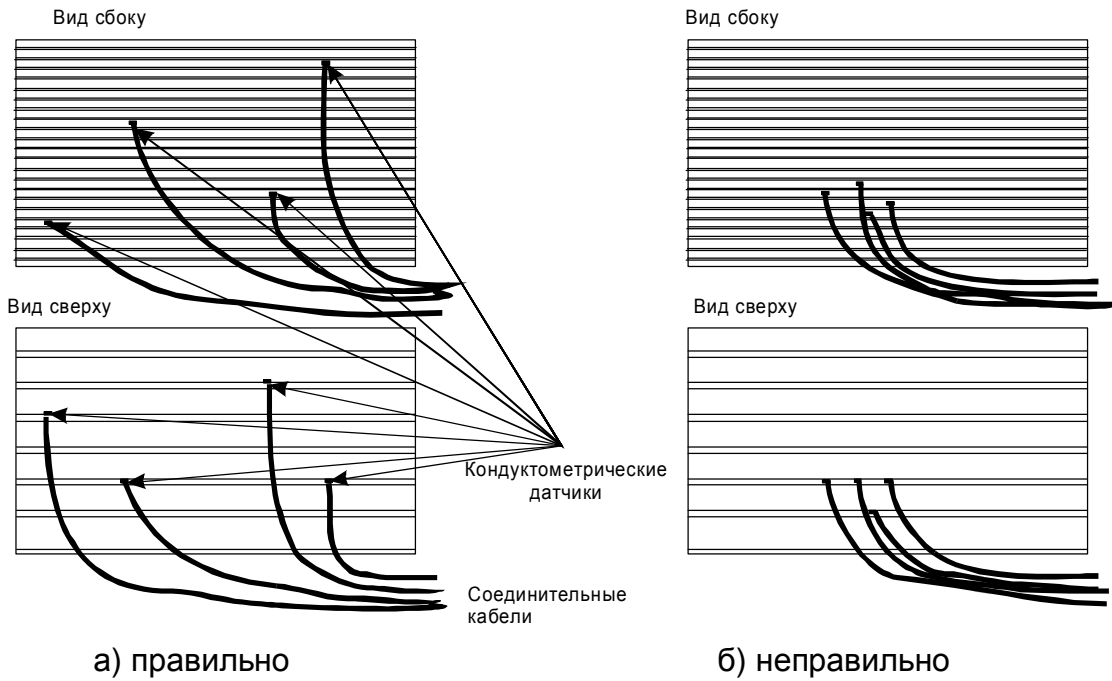 Вид сбоку
Вид сбоку
Вид сверху
Вид сверху
Кондуктометрические
датчики
Соединительные
кабели
а) правильно
б) неправильно